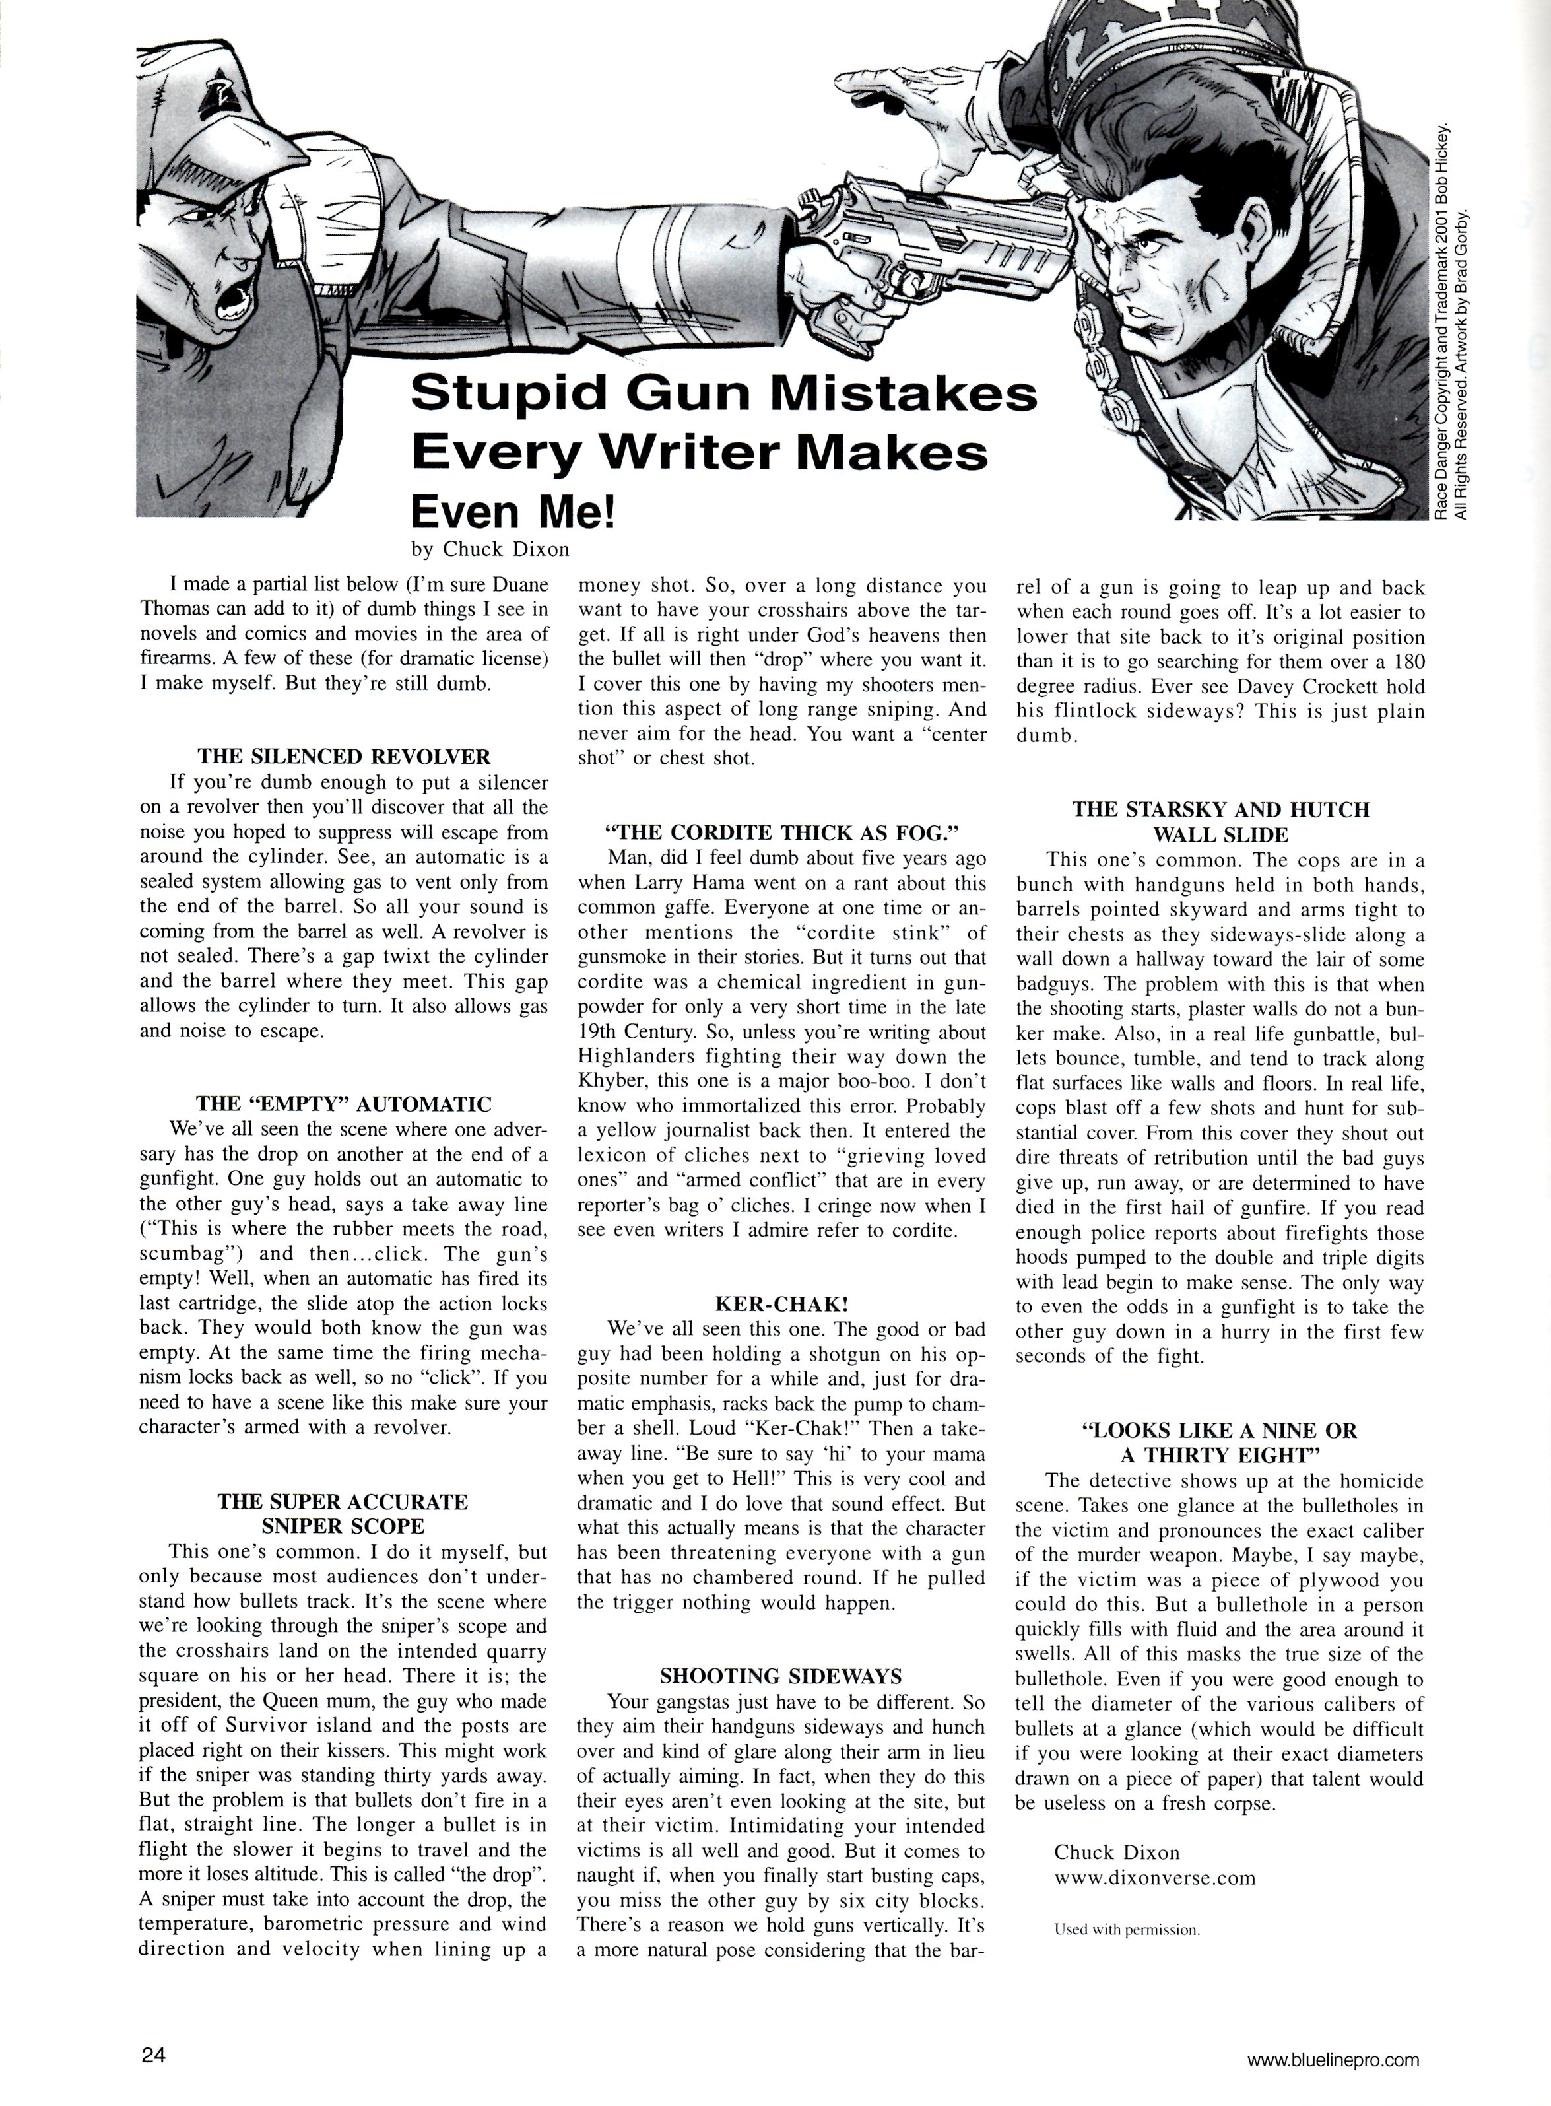 Race Danger Copyright and Trademark 2001 Bob Hickey.
All Rights Reserved. Artwork by Brad Gorby.
Stupid Gun Mistakes
Every Writer Makes
Even Me!
by Chuck Dixon
I made a partial list below (I'm sure Duane
Thomas can add to it) of dumb things I see in
novels and comics and movies in the area of
firearms. A few of these (for dramatic license)
I make myself. But they're still dumb.
THE SILENCED REVOLVER
If you're dumb enough to put a silencer
on a revolver then you'll discover that all the
noise you hoped to suppress will escape from
around the cylinder. See, an automatic is a
sealed system allowing gas to vent only from
the end of the barrel. So all your sound is
coming from the barrel as well. A revolver is
not sealed. There's a gap twixt the cylinder
and the barrel where they meet. This gap
allows the cylinder to turn. It also allows gas
and noise to escape.
THE “EMPTY” AUTOMATIC
We've all seen the scene where one adver-
sary has the drop on another at the end of a
gunfight. One guy holds out an automatic to
the other guy's head, says a take away line
(“This is where the rubber meets the road,
scumbag”) and then...click. The gun's
empty! Well, when an automatic has fired its
last cartridge, the slide atop the action locks
back. They would both know the gun was
empty. At the same time the firing mecha-
nism locks back as well, so no “click”. If you
need to have a scene like this make sure your
character's armed with a revolver.
THE SUPER ACCURATE
SNIPER SCOPE
This one's common. I do it myself, but
only because most audiences don't under-
stand how bullets track. It's the scene where
we're looking through the sniper's scope and
the crosshairs land on the intended quarry
square on his or her head. There it is; the
president, the Queen mum, the guy who made
it off of Survivor island and the posts are
placed right on their kissers. This might work
if the sniper was standing thirty yards away.
But the problem is that bullets don't fire in a
flat, straight line. The longer a bullet is in
flight the slower it begins to travel and the
more it loses altitude. This is called “the drop”.
A sniper must take into account the drop, the
temperature, barometric pressure and wind
direction and velocity when lining up a
money shot. So, over a long distance you
want to have your crosshairs above the tar-
get. If all is right under God's heavens then
the bullet will then “drop” where you want it.
I cover this one by having my shooters men-
tion this aspect of long range sniping. And
never aim for the head. You want a “center
shot” or chest shot.
“THE CORDITE THICK AS FOG.”
Man, did I feel dumb about five years ago
when Larry Hama went on a rant about this
common gaffe. Everyone at one time or an-
other mentions the “cordite stink” of
gunsmoke in their stories. But it turns out that
cordite was a chemical ingredient in gun-
powder for only a very short time in the late
19th Century. So, unless you're writing about
Highlanders fighting their way down the
Khyber, this one is a major boo-boo. I don't
know who immortalized this error. Probably
a yellow journalist back then. It entered the
lexicon of cliches next to “grieving loved
ones” and “armed conflict” that are in every
reporter's bag o' cliches. I cringe now when I
see even writers I admire refer to cordite.
KER-CHAK!
We've all seen this one. The good or bad
guy had been holding a shotgun on his op-
posite number for a while and, just for dra-
matic emphasis, racks back the pump to cham-
ber a shell. Loud “Ker-Chak!” Then a take-
away line. “Be sure to say ‘hi’ to your mama
when you get to Hell!” This is very cool and
dramatic and I do love that sound effect. But
what this actually means is that the character
has been threatening everyone with a gun
that has no chambered round. If he pulled
the trigger nothing would happen.
SHOOTING SIDEWAYS
Your gangstas just have to be different. So
they aim their handguns sideways and hunch
over and kind of glare along their arm in lieu
of actually aiming. In fact, when they do this
their eyes aren't even looking at the site, but
at their victim. Intimidating your intended
victims is all well and good. But it comes to
naught if, when you finally start busting caps,
you miss the other guy by six city blocks.
There's a reason we hold guns vertically. It's
a more natural pose considering that the bar-
rel of a gun is going to leap up and back
when each round goes off. It's a lot easier to
lower that site back to it's original position
than it is to go searching for them over a 180
degree radius. Ever see Davey Crockett hold
his flintlock sideways? This is just plain
dumb.
THE STARSKY AND HUTCH
WALL SLIDE
This one's common. The cops are in a
bunch with handguns held in both hands,
barrels pointed skyward and arms tight to
their chests as they sideways-slide along a
wall down a hallway toward the lair of some
badguys. The problem with this is that when
the shooting starts, plaster walls do not a bun-
ker make. Also, in a real life gunbattle, bul-
lets bounce, tumble, and tend to track along
flat surfaces like walls and floors. In real life,
cops blast off a few shots and hunt for sub-
stantial cover. From this cover they shout out
dire threats of retribution until the bad guys
give up, run away, or are determined to have
died in the first hail of gunfire. If you read
enough police reports about firefights those
hoods pumped to the double and triple digits
with lead begin to make sense. The only way
to even the odds in a gunfight is to take the
other guy down in a hurry in the first few
seconds of the fight.
“LOOKS LIKE A NINE OR
A THIRTY EIGHT”
The detective shows up at the homicide
scene. Takes one glance at the bulletholes in
the victim and pronounces the exact caliber
of the murder weapon. Maybe, I say maybe,
if the victim was a piece of plywood you
could do this. But a bullethole in a person
quickly fills with fluid and the area around it
swells. All of this masks the true size of the
bullethole. Even if you were good enough to
tell the diameter of the various calibers of
bullets at a glance (which would be difficult
if you were looking at their exact diameters
drawn on a piece of paper) that talent would
be useless on a fresh corpse.
Chuck Dixon
www.dixonverse.com
Used with permission.
24
www.bluelinepro.com